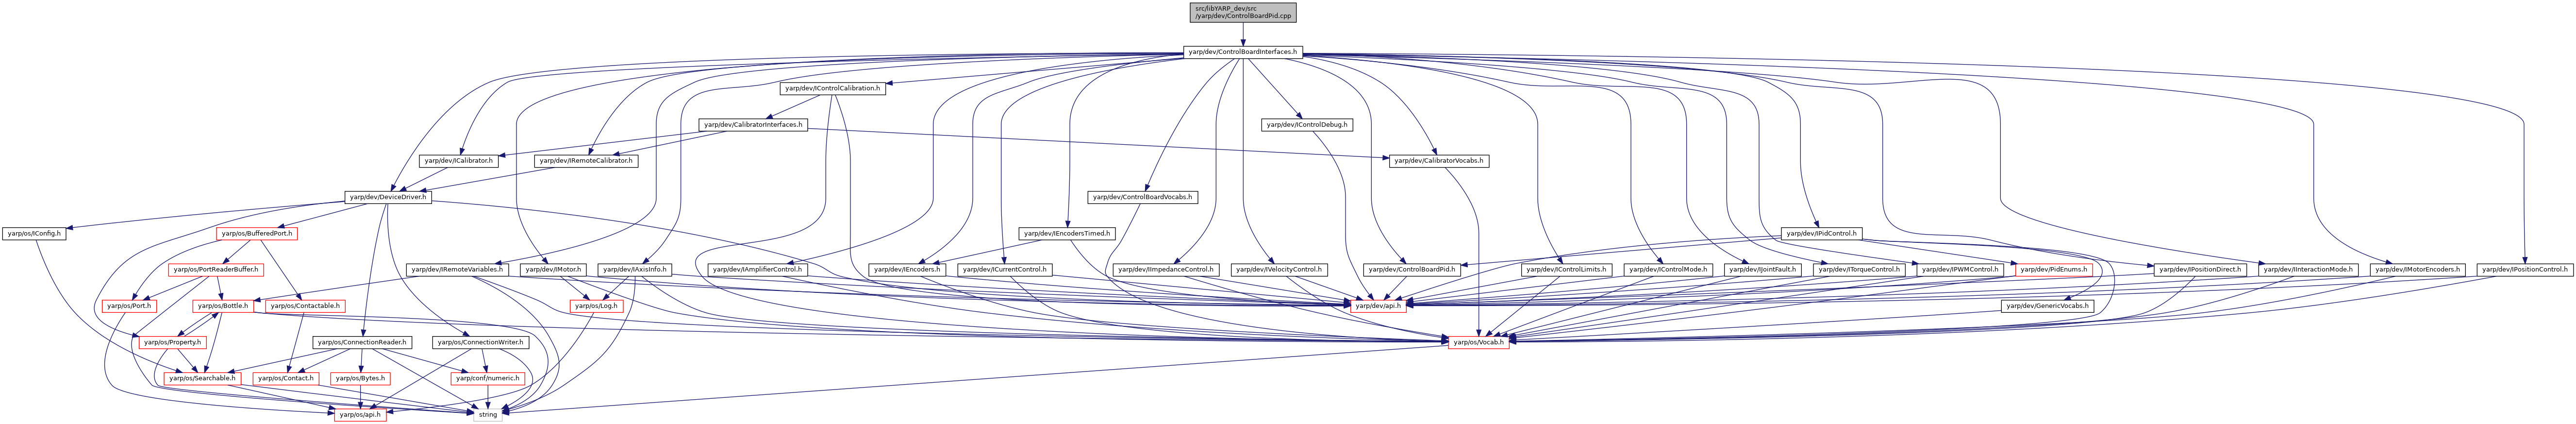 src/libYARP_dev/src
/yarp/dev/ControlBoardPid.cpp
yarp/dev/ControlBoardInterfaces.h
yarp/dev/IControlCalibration.h
yarp/dev/CalibratorInterfaces.h
yarp/dev/IControlDebug.h
yarp/dev/ICalibrator.h
yarp/dev/IRemoteCalibrator.h
yarp/dev/CalibratorVocabs.h
yarp/dev/DeviceDriver.h
yarp/dev/ControlBoardVocabs.h
yarp/os/IConfig.h
yarp/os/BufferedPort.h
yarp/dev/IEncodersTimed.h
yarp/dev/IPidControl.h
yarp/os/PortReaderBuffer.h
yarp/dev/IRemoteVariables.h
yarp/dev/IMotor.h
yarp/dev/IAxisInfo.h
yarp/dev/IAmplifierControl.h
yarp/dev/IEncoders.h
yarp/dev/ICurrentControl.h
yarp/dev/IImpedanceControl.h
yarp/dev/IVelocityControl.h
yarp/dev/ControlBoardPid.h
yarp/dev/IControlLimits.h
yarp/dev/IControlMode.h
yarp/dev/IJointFault.h
yarp/dev/ITorqueControl.h
yarp/dev/IPWMControl.h
yarp/dev/PidEnums.h
yarp/dev/IPositionDirect.h
yarp/dev/IInteractionMode.h
yarp/dev/IMotorEncoders.h
yarp/dev/IPositionControl.h
yarp/os/Port.h
yarp/os/Bottle.h
yarp/os/Contactable.h
yarp/os/Log.h
yarp/dev/api.h
yarp/dev/GenericVocabs.h
yarp/os/Property.h
yarp/os/ConnectionReader.h
yarp/os/ConnectionWriter.h
yarp/os/Vocab.h
yarp/os/Searchable.h
yarp/os/Contact.h
yarp/os/Bytes.h
yarp/conf/numeric.h
yarp/os/api.h
string